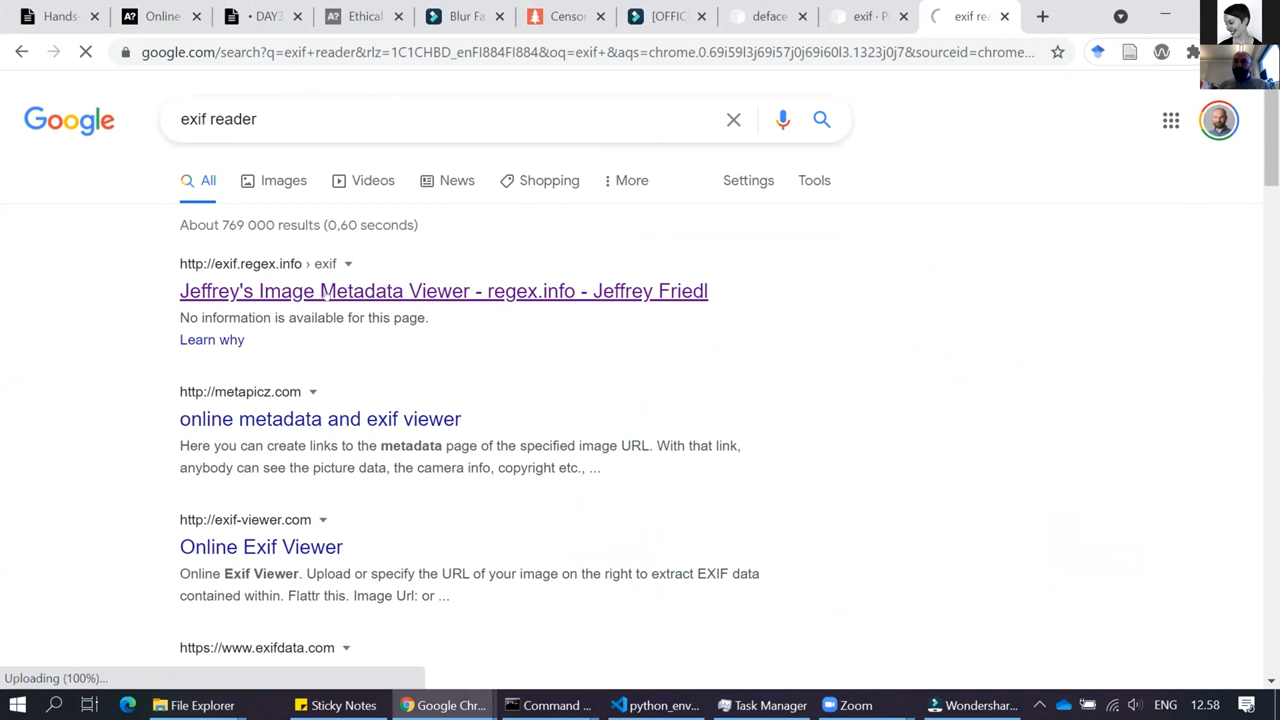 Hands- Online • DAY3 Ethical Blur Fa Censor [OFFIC deface exif · P exif rea
google.com/search?q=exif+reader&rlz=1C1CHBD_enFI884FI884&oq=exif+&aqs=chrome.0.69i59l3j69i57j0j69i60l3.1323j0j7&sourceid=chrome...
Google exif reader
All Images Videos News Shopping More Settings Tools
About 769 000 results (0,60 seconds)
http://exif.regex.info › exif
Jeffrey's Image Metadata Viewer - regex.info - Jeffrey Friedl
No information is available for this page.
Learn why
http://metapicz.com
online metadata and exif viewer
Here you can create links to the metadata page of the specified image URL. With that link,
anybody can see the picture data, the camera info, copyright etc., ...
http://exif-viewer.com
Online Exif Viewer
Online Exif Viewer. Upload or specify the URL of your image on the right to extract EXIF data
contained within. Flattr this. Image Url: or ...
https://www.exifdata.com
Uploading (100%)...
File Explorer Sticky Notes Google Chr... Command ... python_env... Task Manager Zoom Wondershar... ENG 12.58